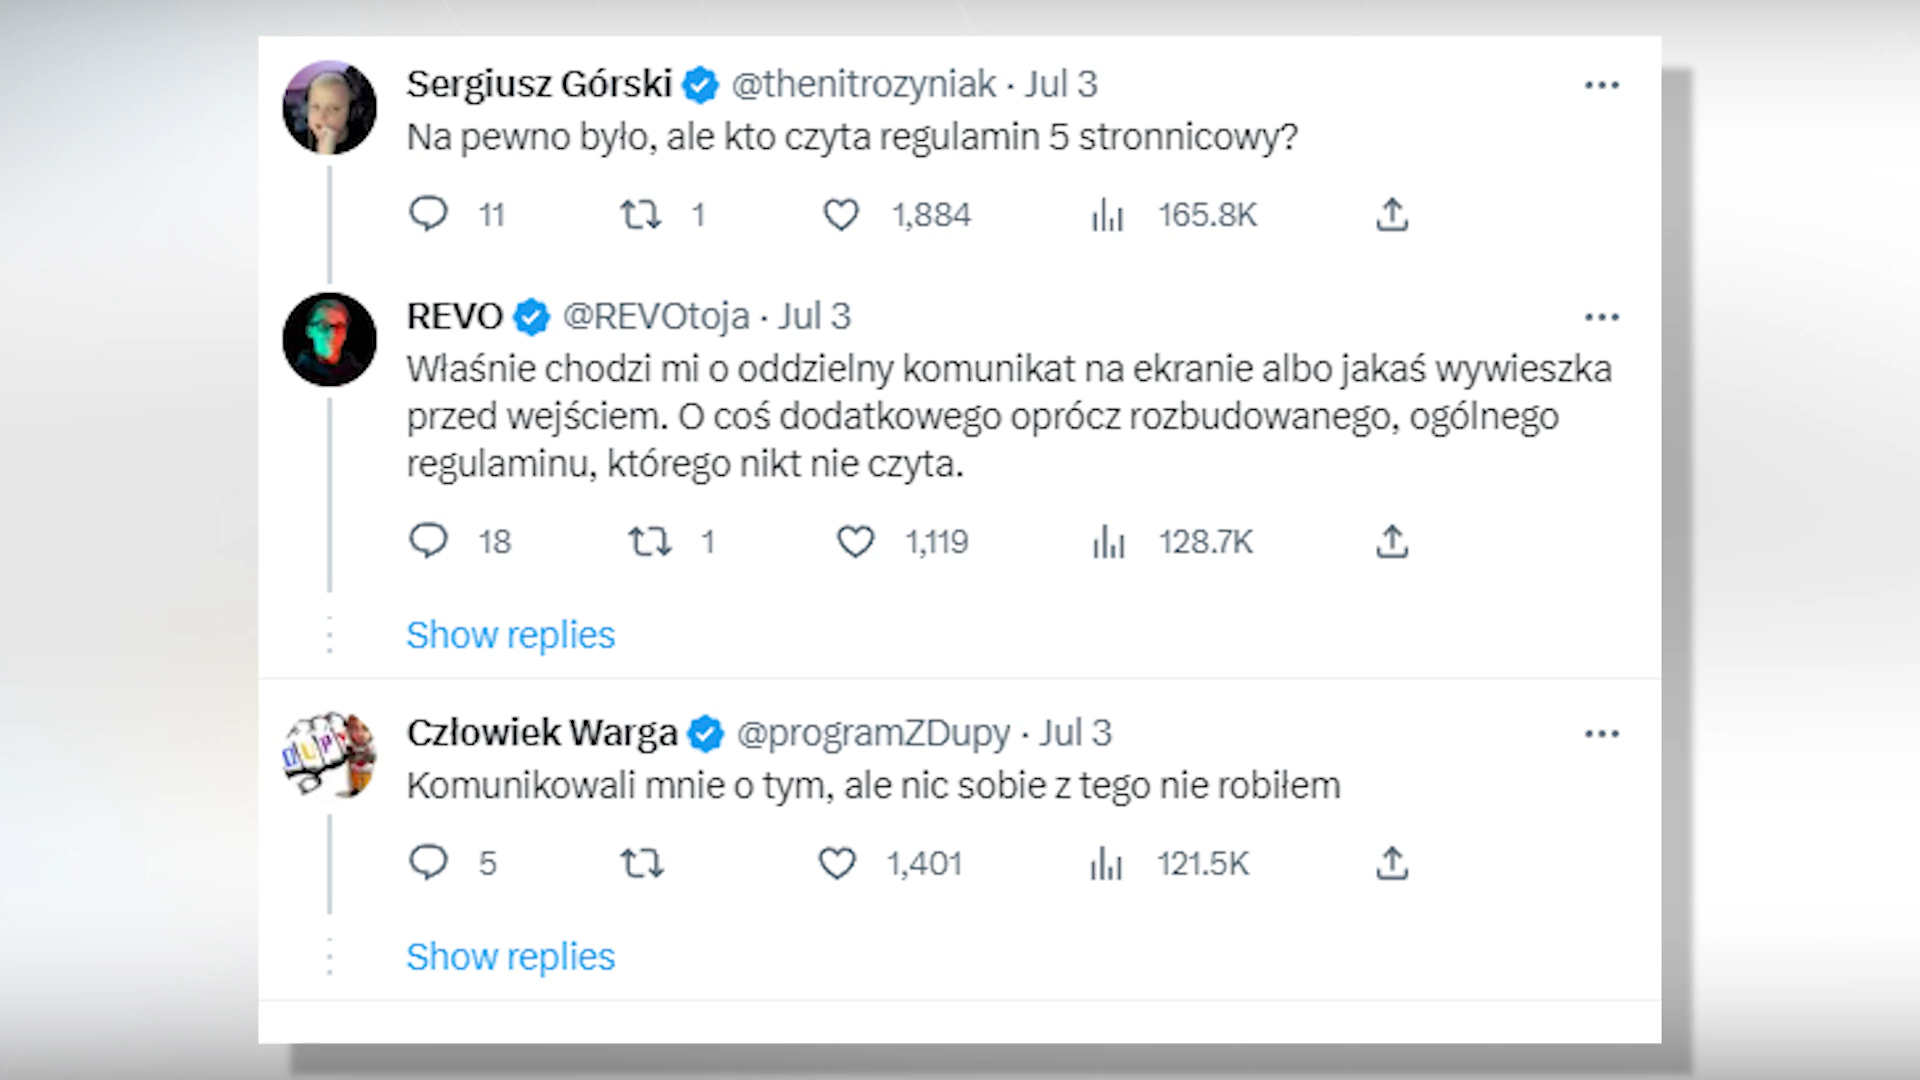 Sergiusz Górski @thenitrozyniak · Jul 3
Na pewno było, ale kto czyta regulamin 5 stronnicowy?
11 1 1,884 165.8K
REVO @REVOtoja · Jul 3
Właśnie chodzi mi o oddzielny komunikat na ekranie albo jakaś wywieszka
przed wejściem. O coś dodatkowego oprócz rozbudowanego, ogólnego
regulaminu, którego nikt nie czyta.
18 1 1,119 128.7K
Show replies
Człowiek Warga @programZDupy · Jul 3
Komunikowali mnie o tym, ale nic sobie z tego nie robiłem
5 1,401 121.5K
Show replies